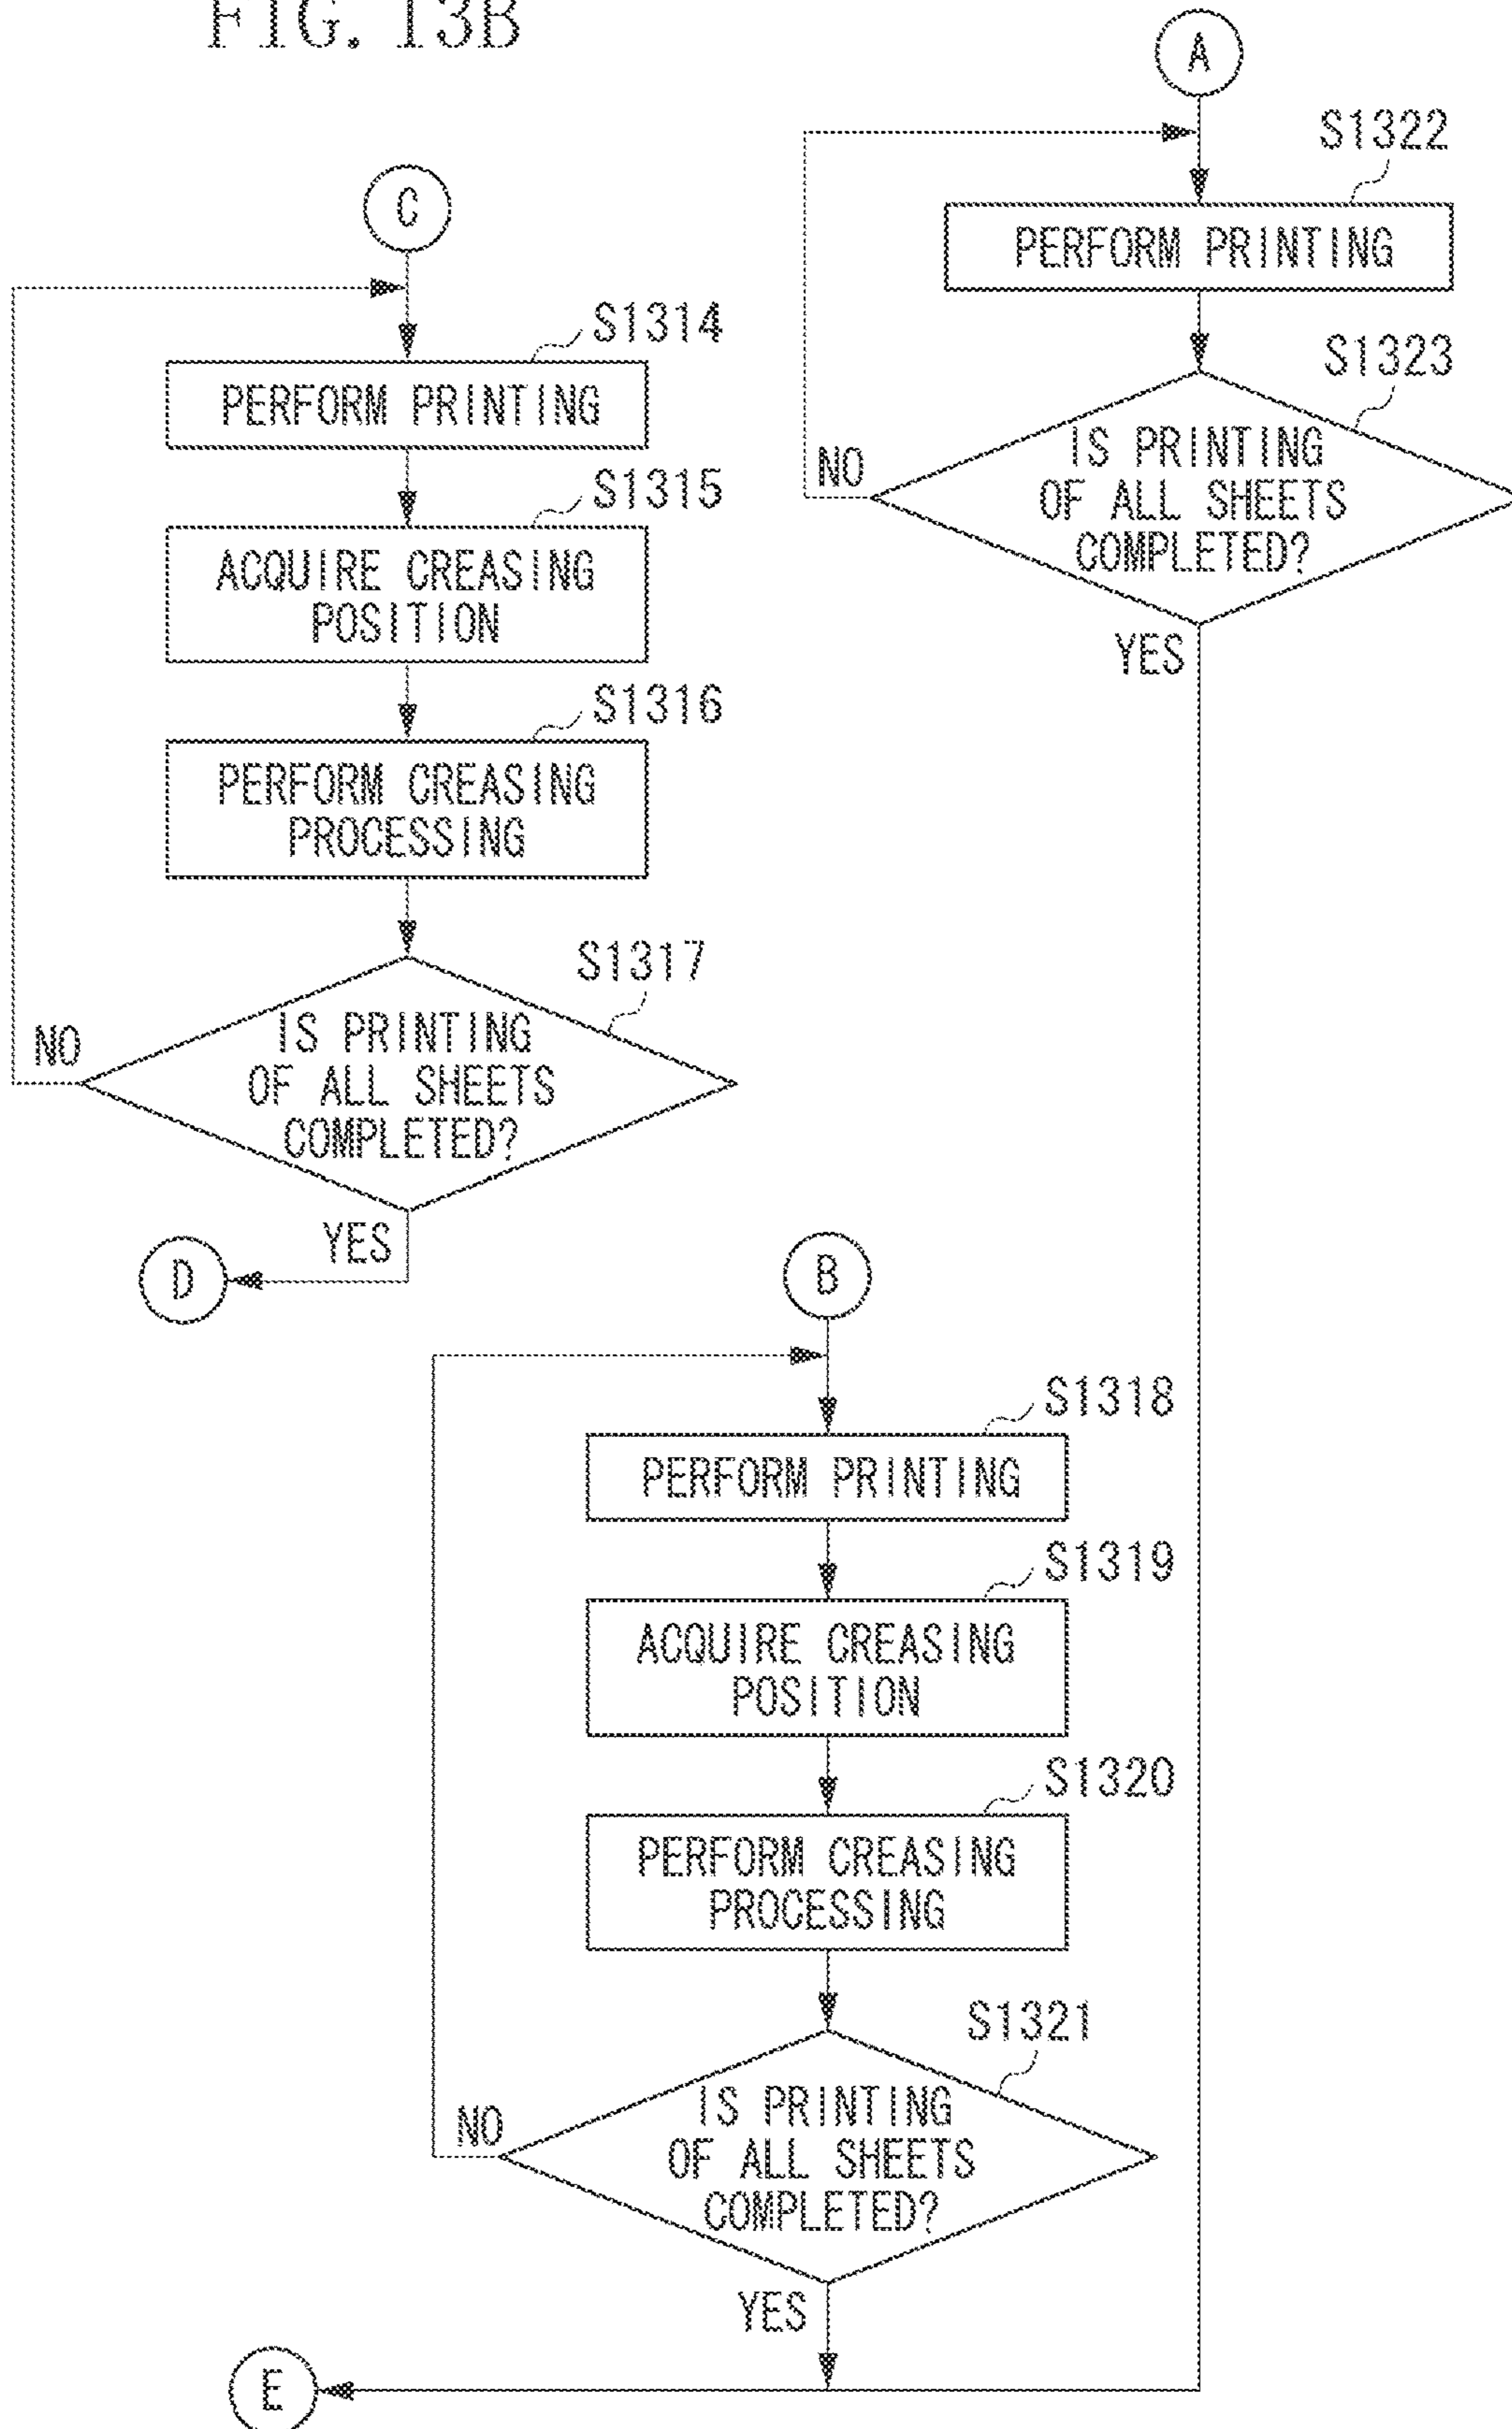 FIG. 13B
A
S1322
PERFORM PRINTING
S1323
IS PRINTING
OF ALL SHEETS
COMPLETED?
NO
YES
C
S1314
PERFORM PRINTING
S1315
ACQUIRE CREASING
POSITION
S1316
PERFORM CREASING
PROCESSING
S1317
IS PRINTING
OF ALL SHEETS
COMPLETED?
NO
YES
D
B
S1318
PERFORM PRINTING
S1319
ACQUIRE CREASING
POSITION
S1320
PERFORM CREASING
PROCESSING
S1321
IS PRINTING
OF ALL SHEETS
COMPLETED?
NO
YES
E